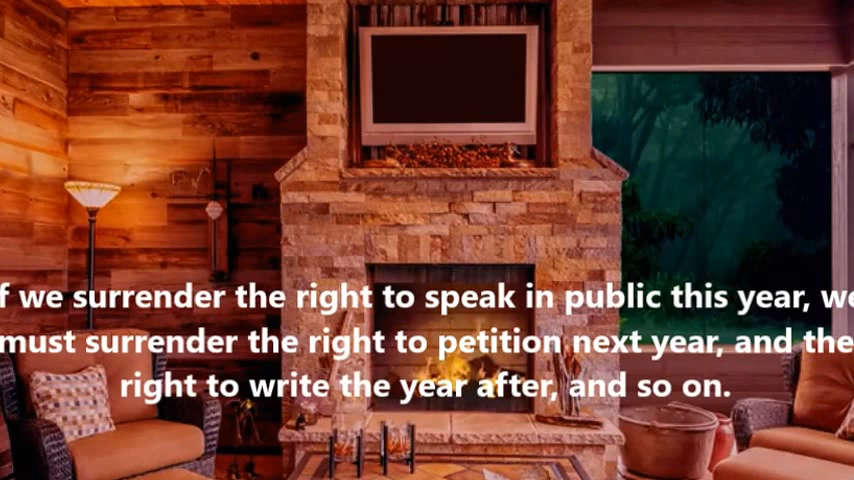 f we surrender the right to speak in public this year, we
must surrender the right to petition next year, and the
right to write the year after, and so on.